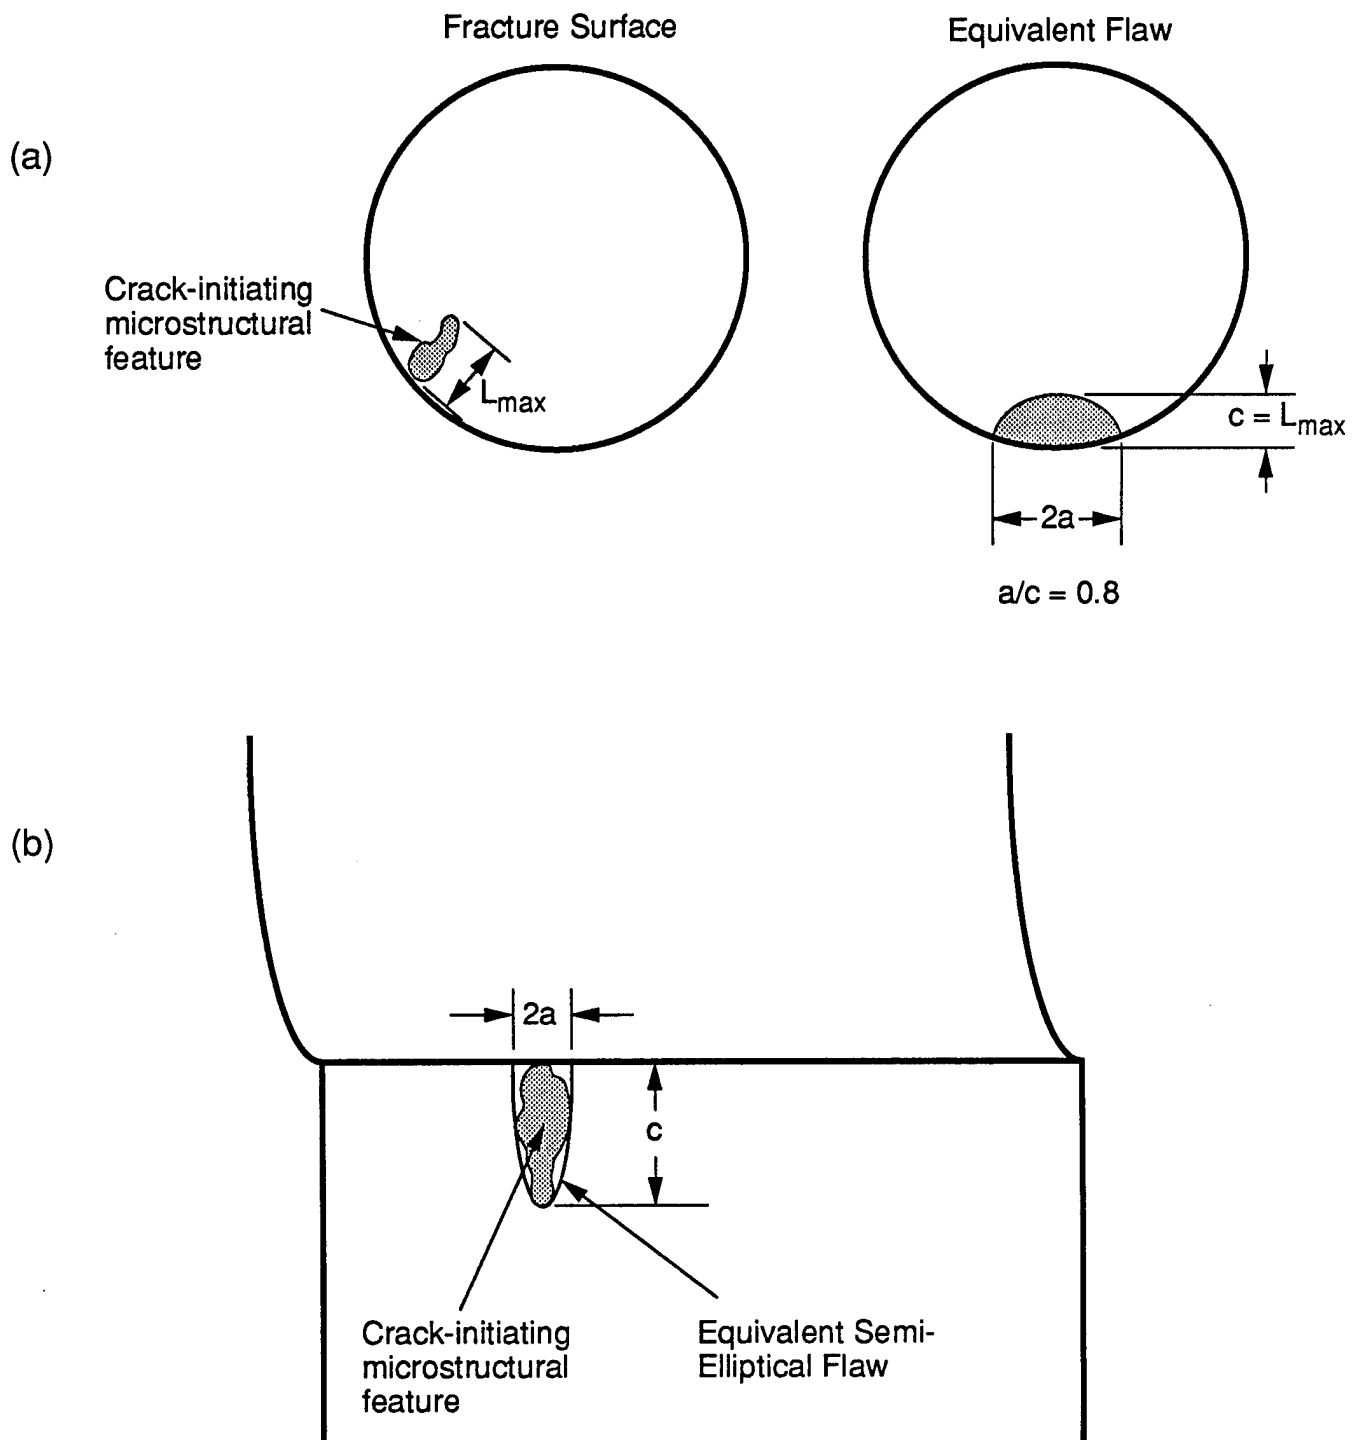 Fracture Surface
Equivalent Flaw
(a)
Crack-initiating
microstructural
feature
Lmax
c = Lmax
2a
a/c = 0.8
(b)
2a
c
Crack-initiating
microstructural
feature
Equivalent Semi-
Elliptical Flaw